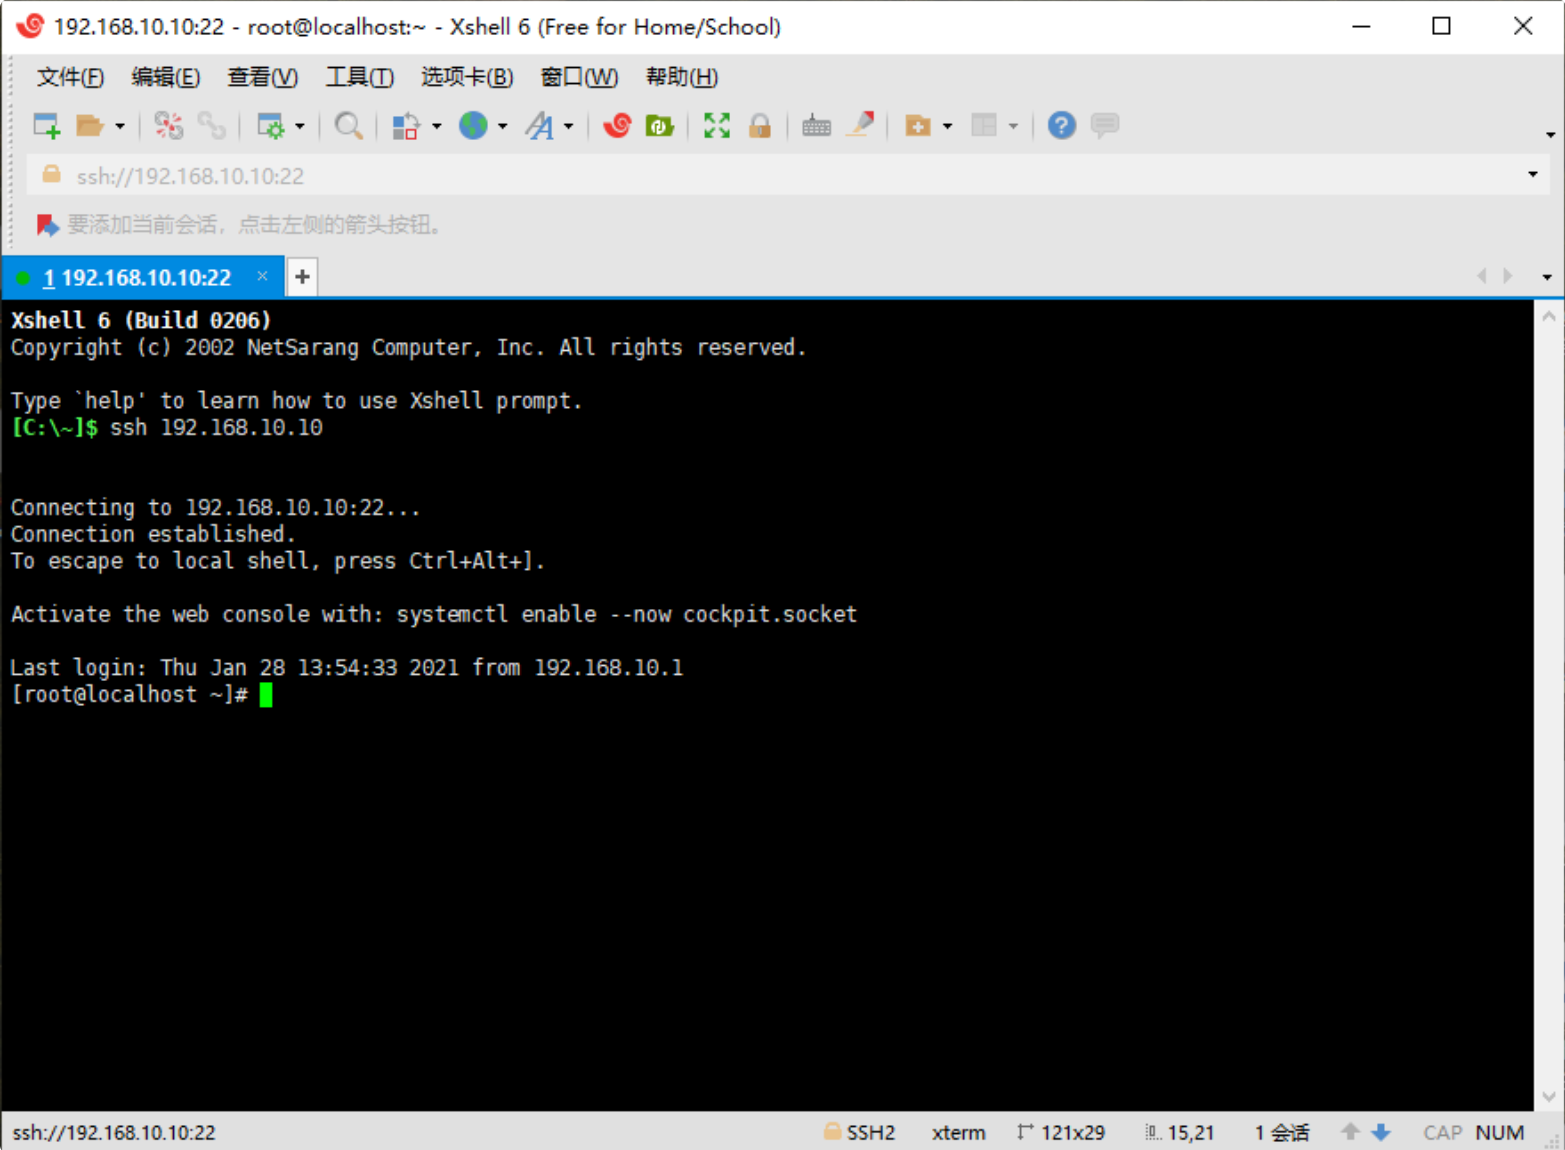 192.168.10.10:22 - root@localhost:~ - Xshell 6 (Free for Home/School)
文件(F) 编辑(E) 查看(V) 工具(T) 选项卡(B) 窗口(W) 帮助(H)
ssh://192.168.10.10:22
要添加当前会话，点击左侧的箭头按钮。
1 192.168.10.10:22 × +
Xshell 6 (Build 0206)
Copyright (c) 2002 NetSarang Computer, Inc. All rights reserved.
Type `help' to learn how to use Xshell prompt.
[C:\~]$ ssh 192.168.10.10
Connecting to 192.168.10.10:22...
Connection established.
To escape to local shell, press Ctrl+Alt+].
Activate the web console with: systemctl enable --now cockpit.socket
Last login: Thu Jan 28 13:54:33 2021 from 192.168.10.1
[root@localhost ~]#
ssh://192.168.10.10:22 SSH2 xterm 121x29 15,21 1 会话 CAP NUM